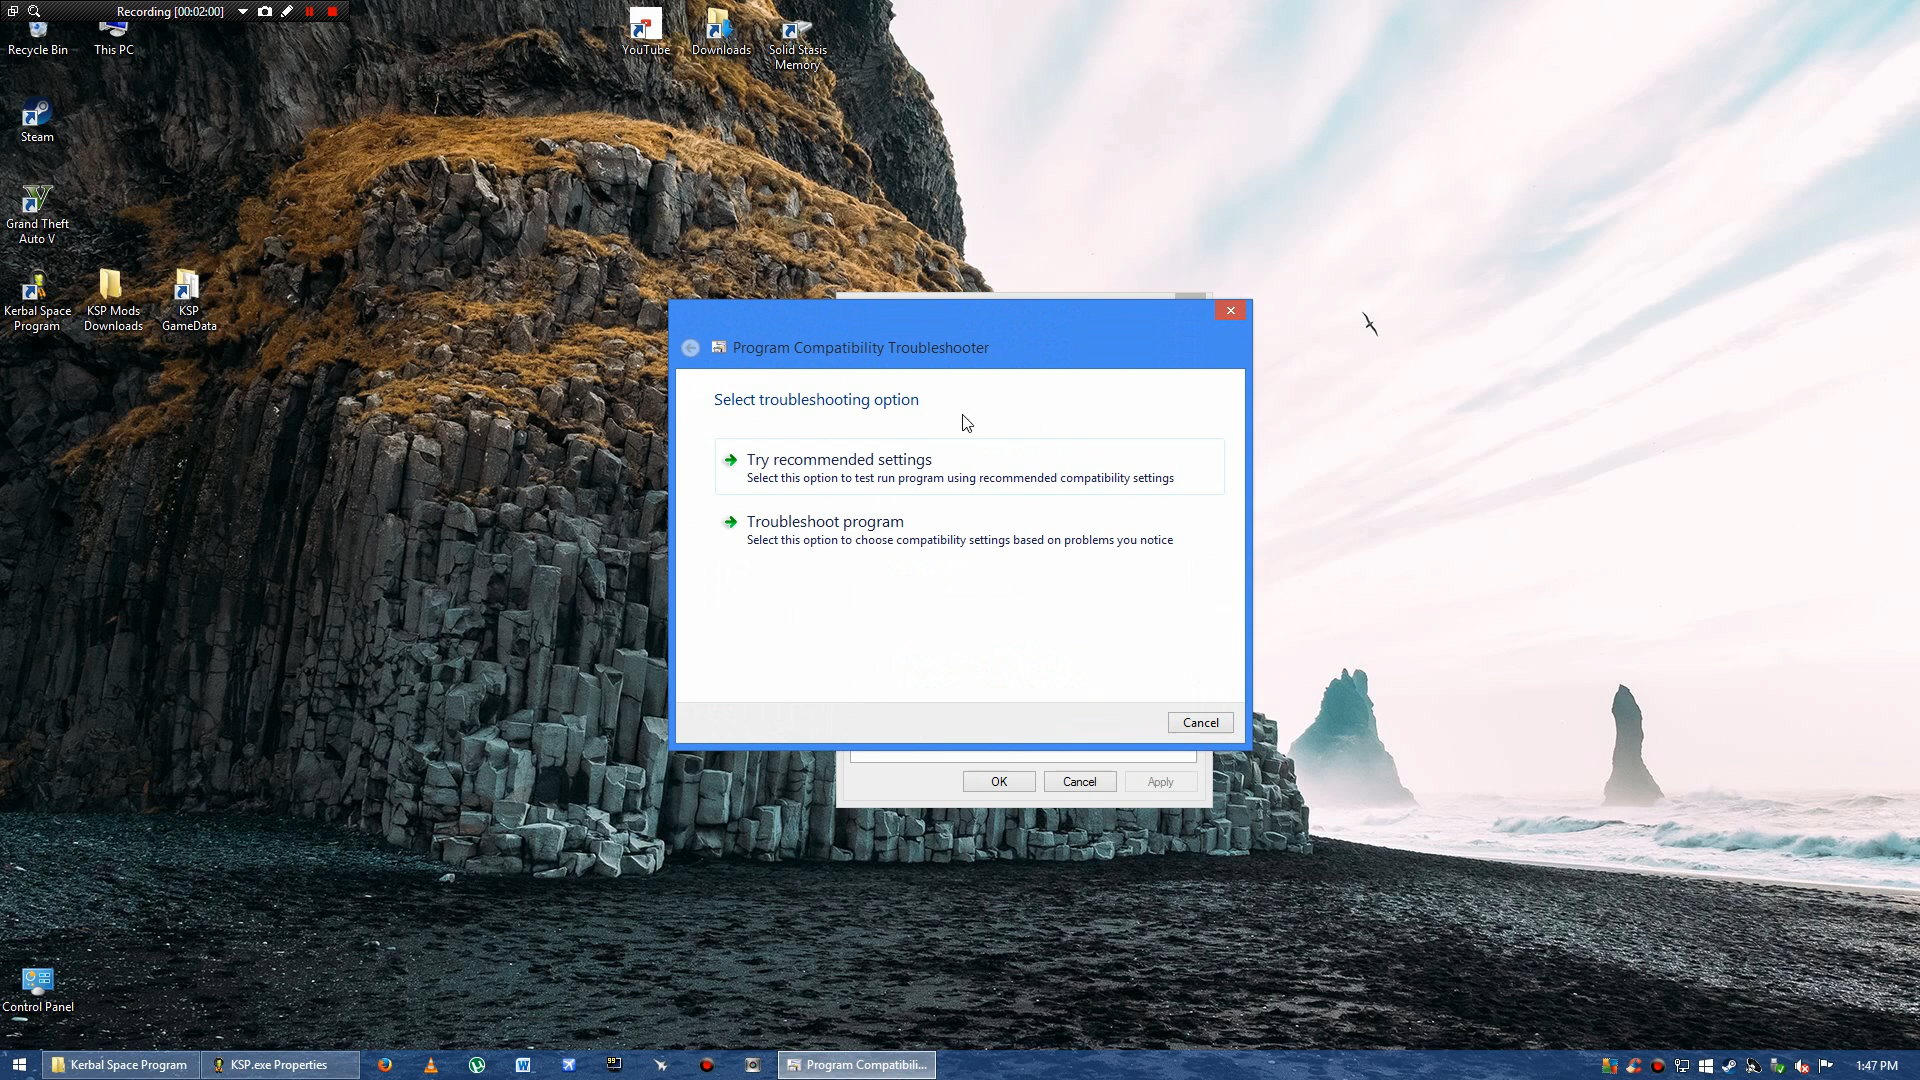 Recording [00:02:00]
Recycle Bin
This PC
YouTube
Downloads
Solid Stasis
Memory
Steam
Grand Theft
Auto V
Kerbal Space
Program
KSP Mods
Downloads
KSP
GameData
Program Compatibility Troubleshooter
Select troubleshooting option
Try recommended settings
Select this option to test run program using recommended compatibility settings
Troubleshoot program
Select this option to choose compatibility settings based on problems you notice
Cancel
OK
Cancel
Apply
Control Panel
Kerbal Space Program
KSP.exe Properties
99
Program Compatibili...
1:47 PM